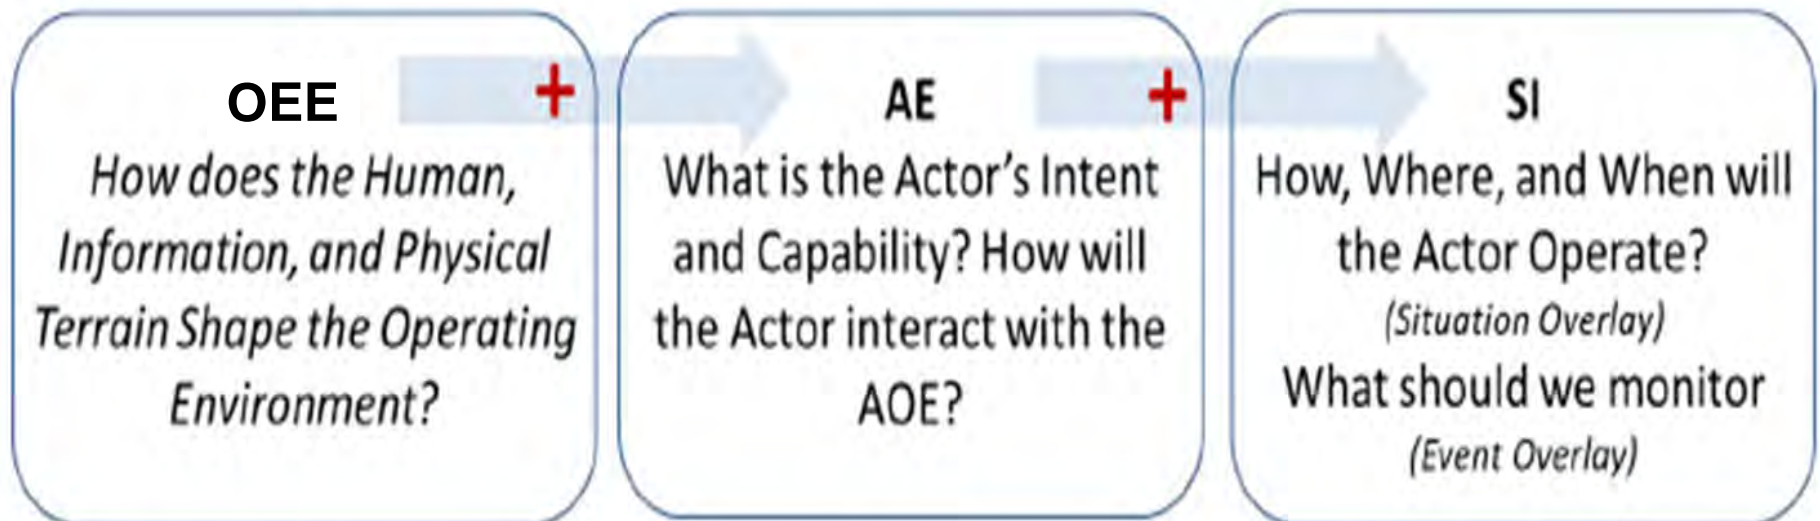 OEE
How does the Human,
Information, and Physical
Terrain Shape the Operating
Environment?
+
AE
What is the Actor's Intent
and Capability? How will
the Actor interact with the
AOE?
+
SI
How, Where, and When will
the Actor Operate?
(Situation Overlay)
What should we monitor
(Event Overlay)